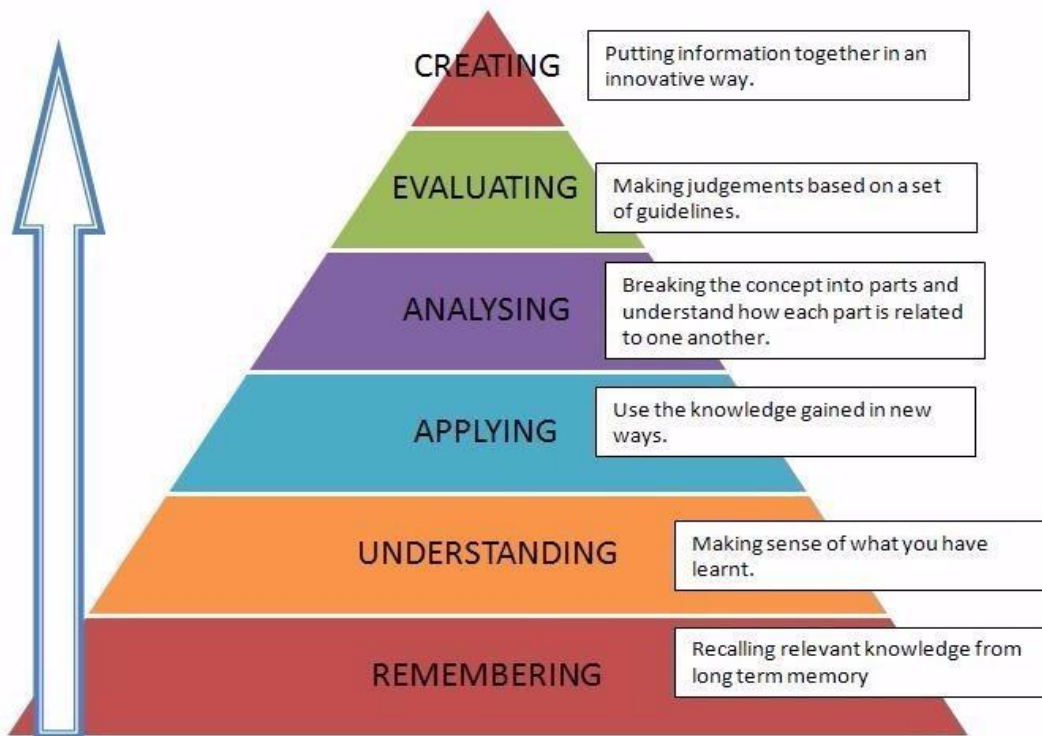 CREATING
Putting information together in an
innovative way.
EVALUATING
Making judgements based on a set
of guidelines.
ANALYSING
Breaking the concept into parts and
understand how each part is related
to one another.
APPLYING
Use the knowledge gained in new
ways.
UNDERSTANDING
Making sense of what you have
learnt.
REMEMBERING
Recalling relevant knowledge from
long term memory